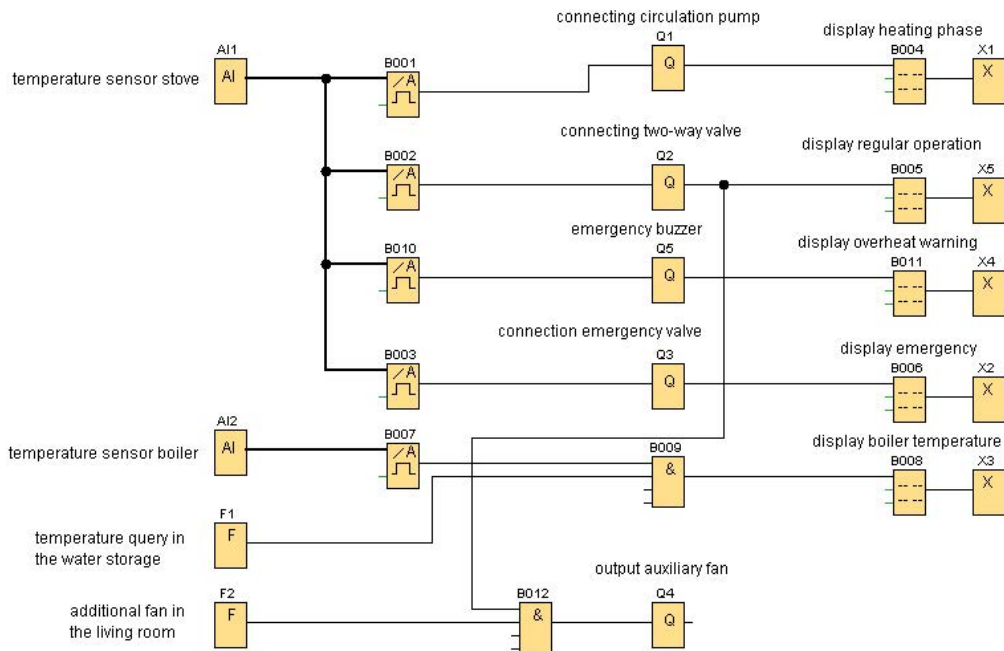 connecting circulation pump
display heating phase
AI1
Q1
B004
X1
temperature sensor stove
AI
B001
/A
Q
X
connecting two-way valve
display regular operation
B002
/A
Q2
Q
B005
X5
X
emergency buzzer
display overheat warning
B010
/A
Q5
Q
B011
X4
X
connection emergency valve
display emergency
B003
/A
Q3
Q
B006
X2
X
AI2
temperature sensor boiler
AI
B007
/A
B009
&
display boiler temperature
B008
X3
X
F1
F
temperature query in
the water storage
output auxiliary fan
F2
F
B012
&
Q4
Q
additional fan in
the living room